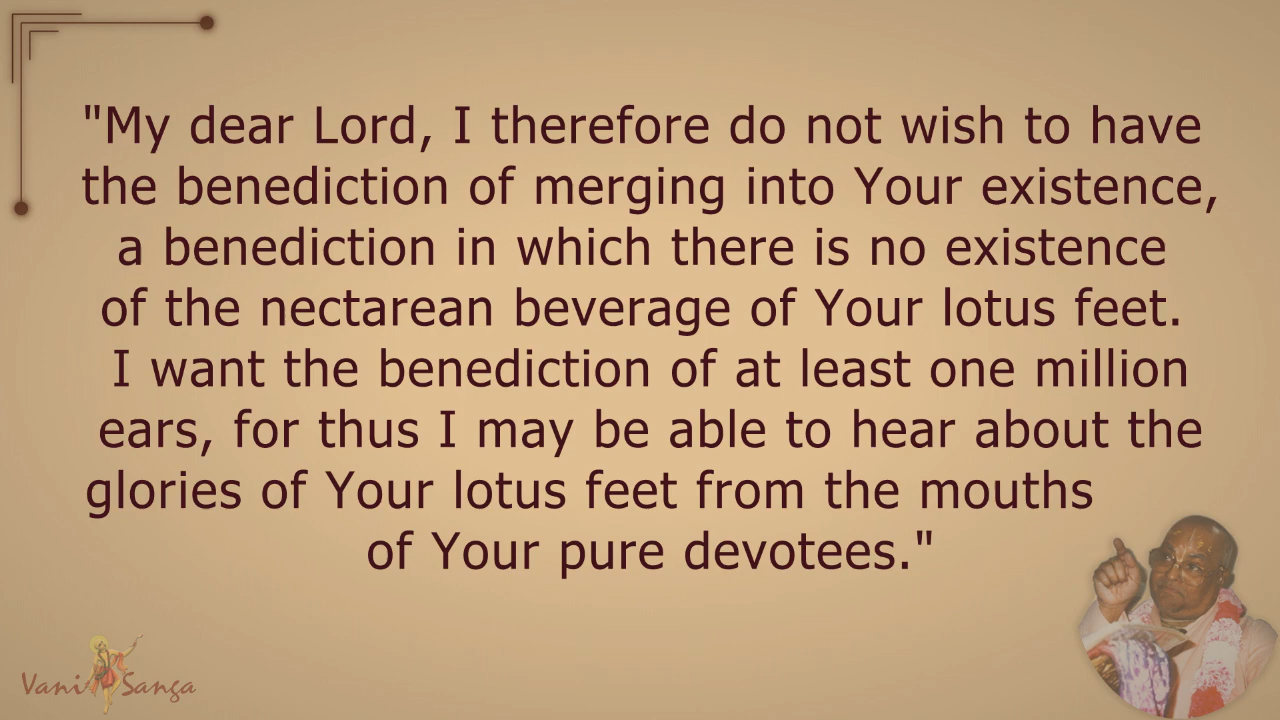 "My dear Lord, I therefore do not wish to have
the benediction of merging into Your existence,
a benediction in which there is no existence
of the nectarean beverage of Your lotus feet.
I want the benediction of at least one million
ears, for thus I may be able to hear about the
glories of Your lotus feet from the mouths
of Your pure devotees."
Vani Sanga